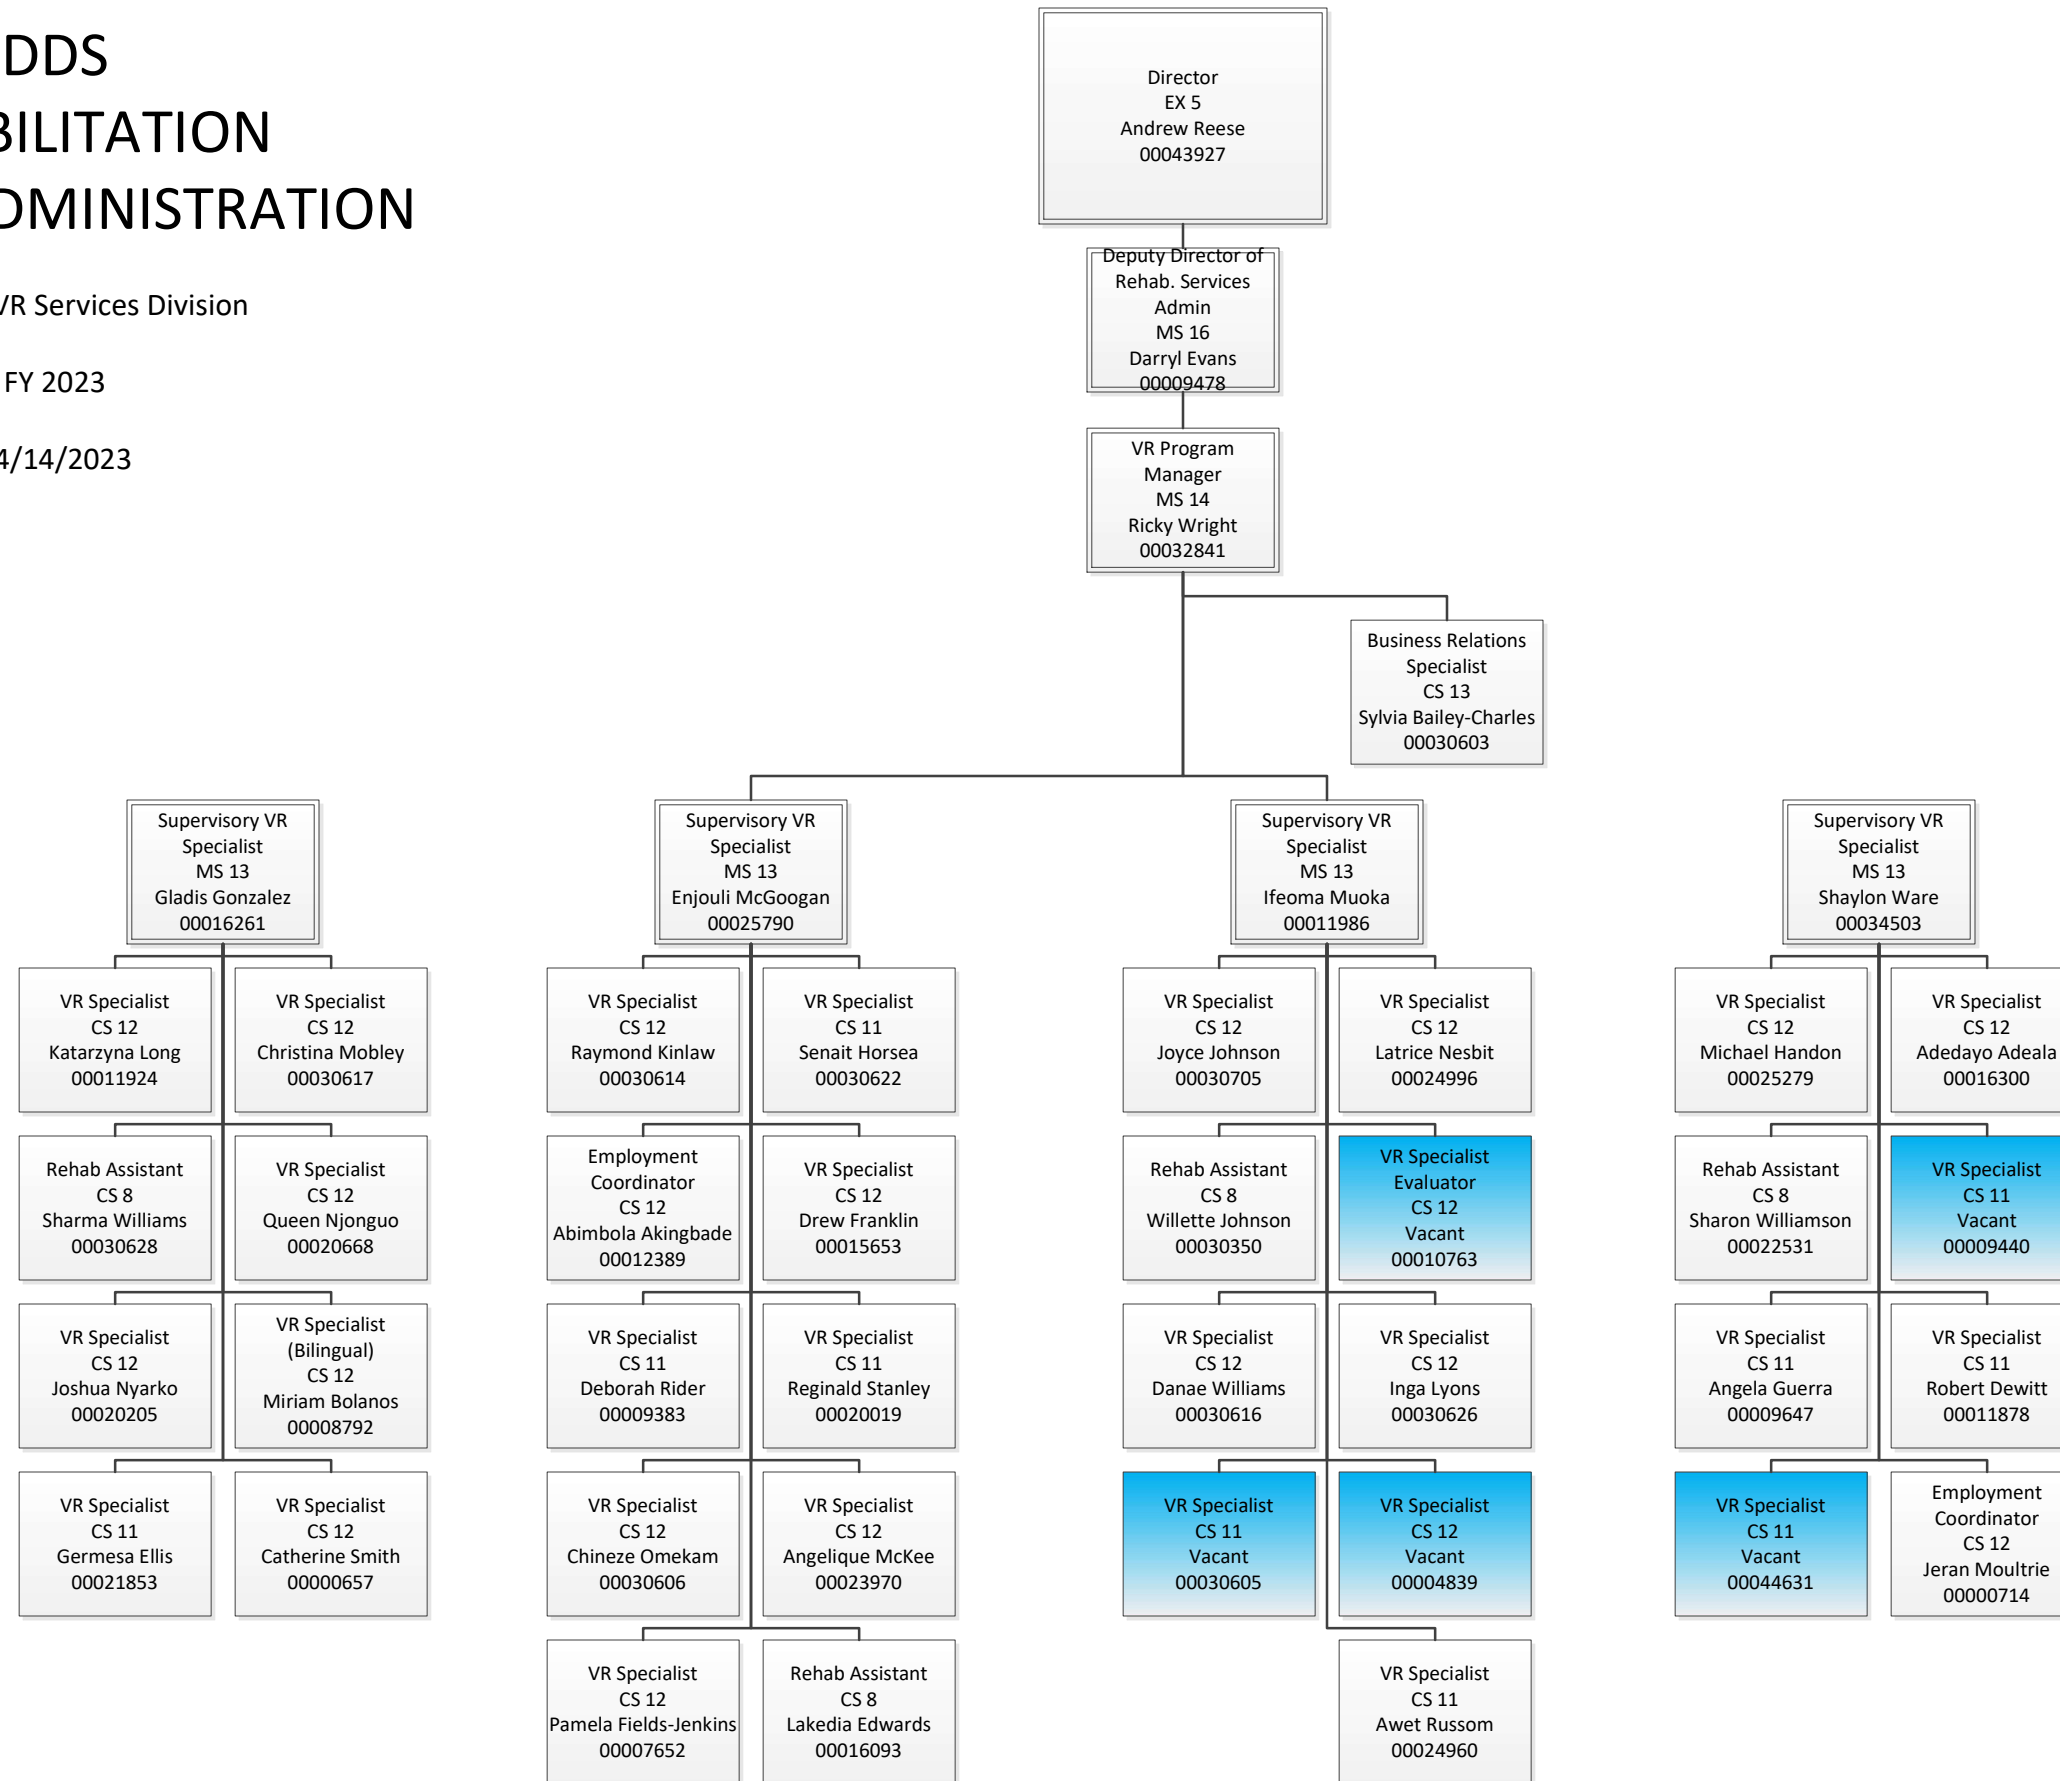 DDS
BILITATION
DMINISTRATION
VR Services Division
FY 2023
4/14/2023
Director
EX 5
Andrew Reese
00043927
Deputy Director of
Rehab. Services
Admin
MS 16
Darryl Evans
00009478
VR Program
Manager
MS 14
Ricky Wright
00032841
Business Relations
Specialist
CS 13
Sylvia Bailey-Charles
00030603
Supervisory VR
Specialist
MS 13
Gladis Gonzalez
00016261
Supervisory VR
Specialist
MS 13
Enjouli McGoogan
00025790
Supervisory VR
Specialist
MS 13
Ifeoma Muoka
00011986
Supervisory VR
Specialist
MS 13
Shaylon Ware
00034503
VR Specialist
CS 12
Katarzyna Long
00011924
VR Specialist
CS 12
Christina Mobley
00030617
VR Specialist
CS 12
Raymond Kinlaw
00030614
VR Specialist
CS 11
Senait Horsea
00030622
VR Specialist
CS 12
Joyce Johnson
00030705
VR Specialist
CS 12
Latrice Nesbit
00024996
VR Specialist
CS 12
Michael Handon
00025279
VR Specialist
CS 12
Adedayo Adeala
00016300
Rehab Assistant
CS 8
Sharma Williams
00030628
VR Specialist
CS 12
Queen Njonguo
00020668
Employment
Coordinator
CS 12
Abimbola Akingbade
00012389
VR Specialist
CS 12
Drew Franklin
00015653
Rehab Assistant
CS 8
Willette Johnson
00030350
VR Specialist
Evaluator
CS 12
Vacant
00010763
Rehab Assistant
CS 8
Sharon Williamson
00022531
VR Specialist
CS 11
Vacant
00009440
VR Specialist
CS 12
Joshua Nyarko
00020205
VR Specialist
(Bilingual)
CS 12
Miriam Bolanos
00008792
VR Specialist
CS 11
Deborah Rider
00009383
VR Specialist
CS 11
Reginald Stanley
00020019
VR Specialist
CS 12
Danae Williams
00030616
VR Specialist
CS 12
Inga Lyons
00030626
VR Specialist
CS 11
Angela Guerra
00009647
VR Specialist
CS 11
Robert Dewitt
00011878
VR Specialist
CS 11
Germesa Ellis
00021853
VR Specialist
CS 12
Catherine Smith
00000657
VR Specialist
CS 12
Chineze Omekam
00030606
VR Specialist
CS 12
Angelique McKee
00023970
VR Specialist
CS 11
Vacant
00030605
VR Specialist
CS 12
Vacant
00004839
VR Specialist
CS 11
Vacant
00044631
Employment
Coordinator
CS 12
Jeran Moultrie
00000714
VR Specialist
CS 12
Pamela Fields-Jenkins
00007652
Rehab Assistant
CS 8
Lakedia Edwards
00016093
VR Specialist
CS 11
Awet Russom
00024960